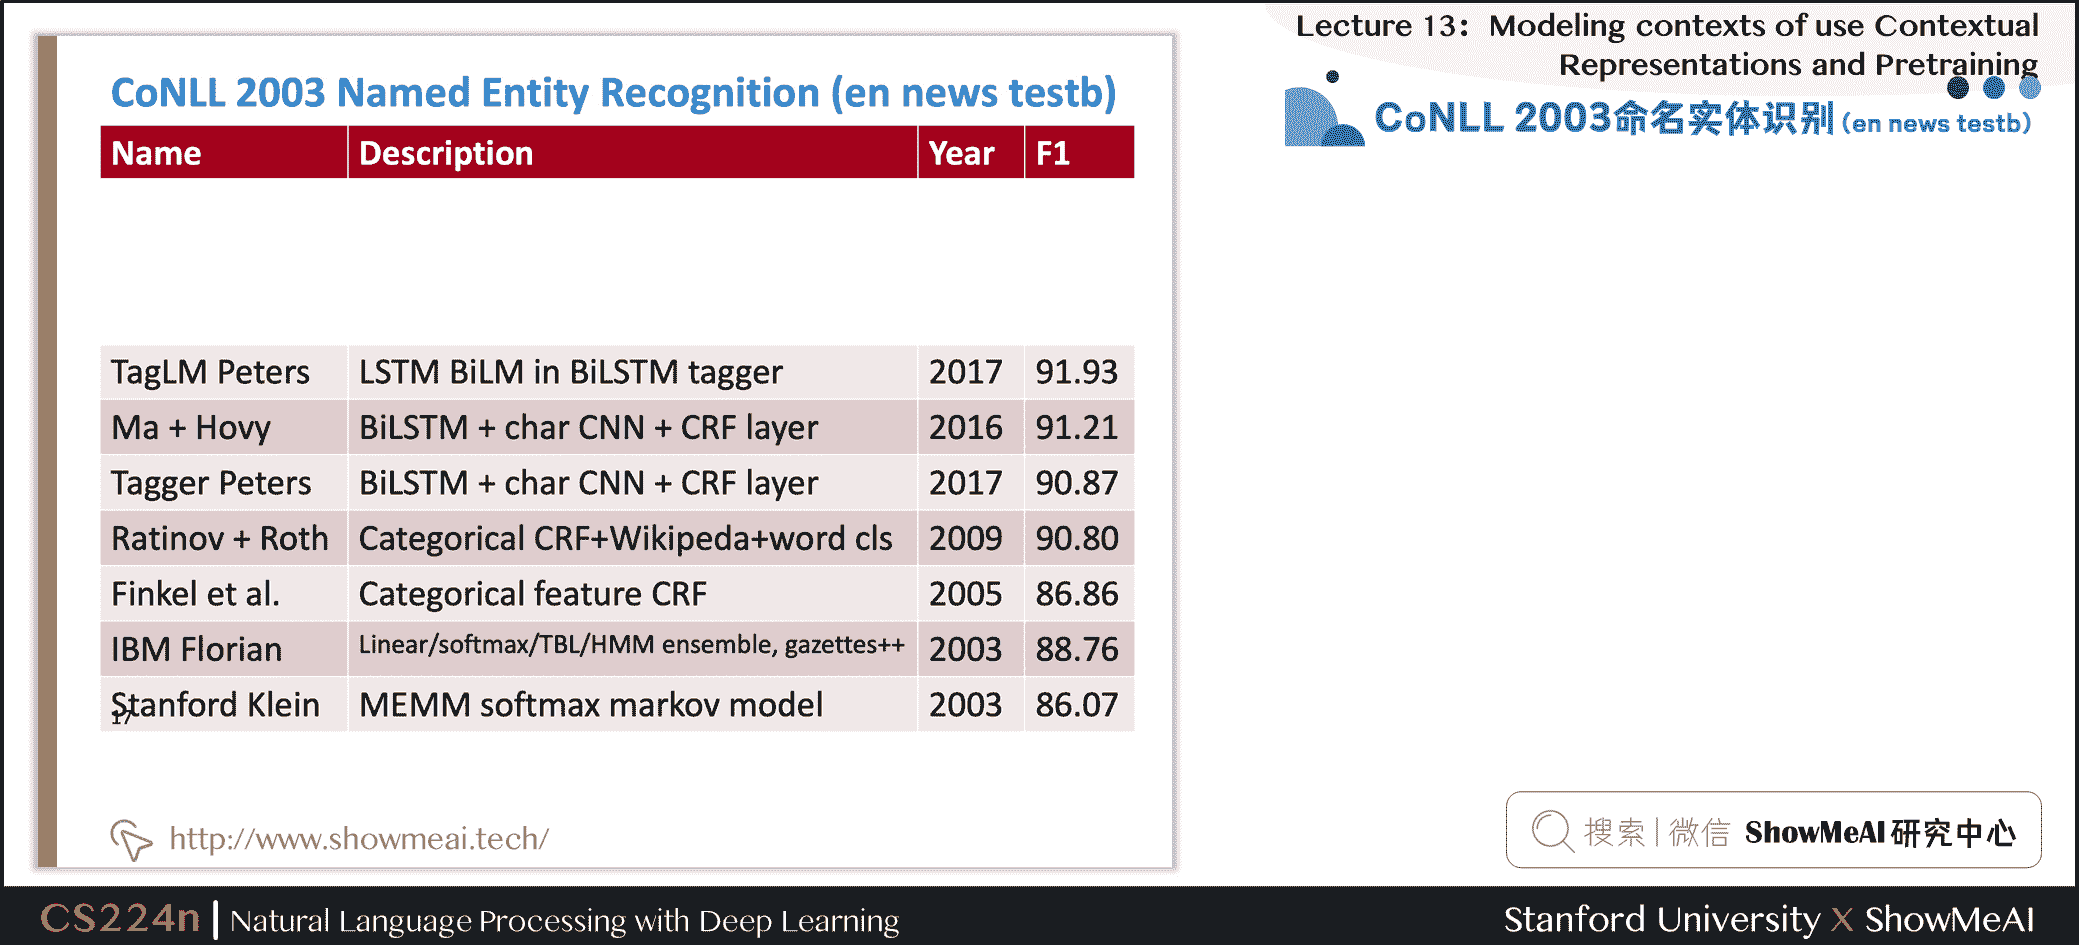 Lecture 13: Modeling contexts of use Contextual
Representations and Pretraining
CoNLL 2003命名实体识别(en news testb)
CoNLL 2003 Named Entity Recognition (en news testb)
Name Description Year F1
TagLM Peters LSTM BiLM in BiLSTM tagger 2017 91.93
Ma + Hovy BiLSTM + char CNN + CRF layer 2016 91.21
Tagger Peters BiLSTM + char CNN + CRF layer 2017 90.87
Ratinov + Roth Categorical CRF+Wikipeda+word cls 2009 90.80
Finkel et al. Categorical feature CRF 2005 86.86
IBM Florian Linear/softmax/TBL/HMM ensemble, gazettes++ 2003 88.76
Stanford Klein MEMM softmax markov model 2003 86.07
17
http://www.showmeai.tech/
搜索|微信 ShowMeAI研究中心
CS224n | Natural Language Processing with Deep Learning
Stanford University X ShowMeAI